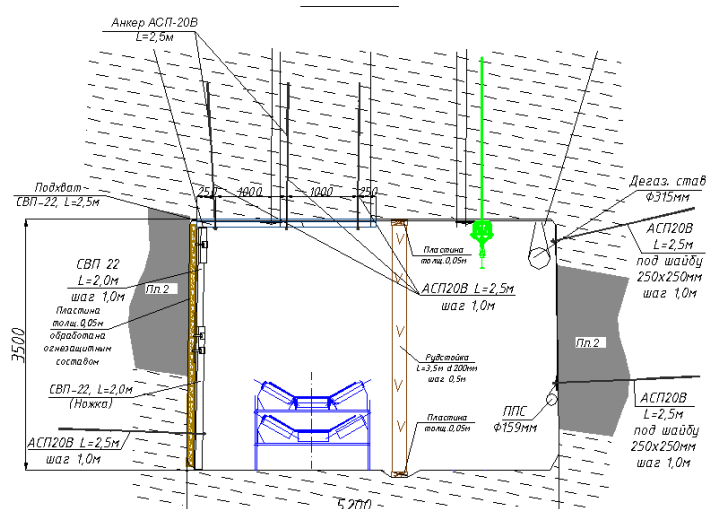 Анкер АСП-20В
L=2,5м
250
1000
1000
250
Подхват
СВП-22, L=2,5м
Дегаз. став
Ф315мм
АСП20В
L=2,5м
под шайбу
250х250мм
шаг 1,0м
Пластина
толщ.0,05м
СВП 22
L=2,0м
шаг 1,0м
Пл.2
АСП20В L=2,5м
шаг 1,0м
Пластина
толщ.0,05м
обработана
огнезащитным
составом
3500
Пл.2
Рудстойка
L=3,5м d 200мм
шаг 0,5м
СВП-22, L=2,0м
(Ножка)
ППС
Ф159мм
АСП20В
L=2,5м
под шайбу
250х250мм
шаг 1,0м
Пластина
толщ.0,05м
АСП20В L=2,5м
шаг 1,0м
5200